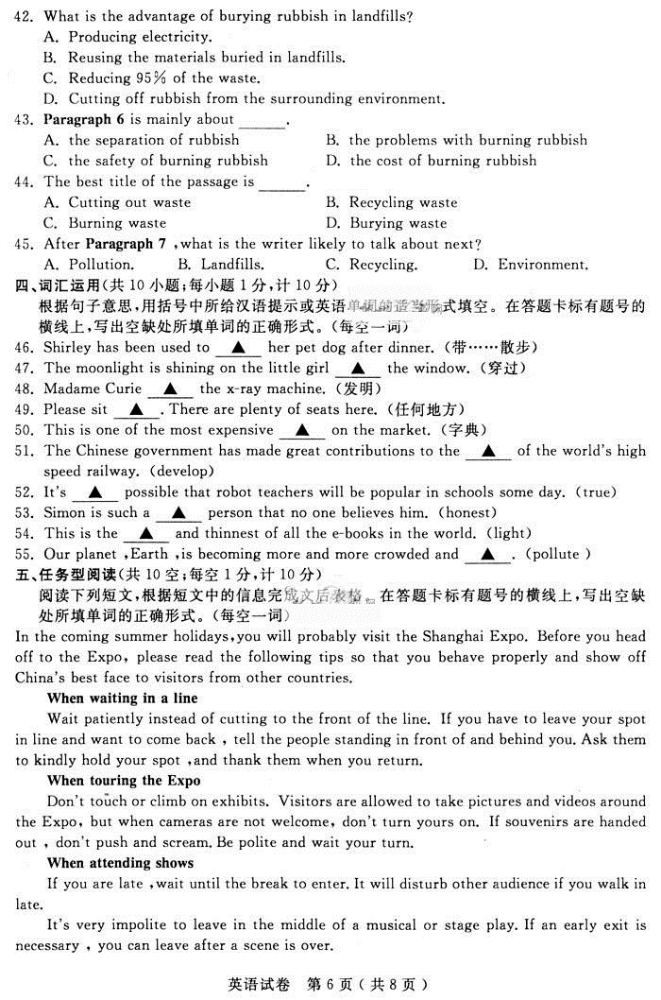 42. What is the advantage of burying rubbish in landfills?
A. Producing electricity.
B. Reusing the materials buried in landfills.
C. Reducing 95% of the waste.
D. Cutting off rubbish from the surrounding environment.
43. Paragraph 6 is mainly about ______.
A. the separation of rubbish B. the problems with burning rubbish
C. the safety of burning rubbish D. the cost of burning rubbish
44. The best title of the passage is ______.
A. Cutting out waste B. Recycling waste
C. Burning waste D. Burying waste
45. After Paragraph 7 ,what is the writer likely to talk about next?
A. Pollution. B. Landfills. C. Recycling. D. Environment.
四、词汇运用(共 10 小题;每小题 1 分,计 10 分)
根据句子意思,用括号中所给汉语提示或英语单词的适当形式填空。在答题卡标有题号的
横线上,写出空缺处所填单词的正确形式。(每空一词)
46. Shirley has been used to ▲ her pet dog after dinner. (带……散步)
47. The moonlight is shining on the little girl ▲ the window. (穿过)
48. Madame Curie ▲ the x-ray machine. (发明)
49. Please sit ▲ . There are plenty of seats here. (任何地方)
50. This is one of the most expensive ▲ on the market. (字典)
51. The Chinese government has made great contributions to the ▲ of the world's high
speed railway. (develop)
52. It's ▲ possible that robot teachers will be popular in schools some day. (true)
53. Simon is such a ▲ person that no one believes him. (honest)
54. This is the ▲ and thinnest of all the e-books in the world. (light)
55. Our planet ,Earth ,is becoming more and more crowded and ▲ . (pollute )
五、任务型阅读(共 10 空;每空 1 分,计 10 分)
阅读下列短文,根据短文中的信息完成文后表格。在答题卡标有题号的横线上,写出空缺
处所填单词的正确形式。(每空一词)
In the coming summer holidays,you will probably visit the Shanghai Expo. Before you head
off to the Expo, please read the following tips so that you behave properly and show off
China's best face to visitors from other countries.
When waiting in a line
Wait patiently instead of cutting to the front of the line. If you have to leave your spot
in line and want to come back , tell the people standing in front of and behind you. Ask them
to kindly hold your spot ,and thank them when you return.
When touring the Expo
Don't touch or climb on exhibits. Visitors are allowed to take pictures and videos around
the Expo, but when cameras are not welcome, don't turn yours on. If souvenirs are handed
out , don't push and scream. Be polite and wait your turn.
When attending shows
If you are late ,wait until the break to enter. It will disturb other audience if you walk in
late.
It's very impolite to leave in the middle of a musical or stage play. If an early exit is
necessary , you can leave after a scene is over.
英语试卷 第 6 页 ( 共 8 页 )